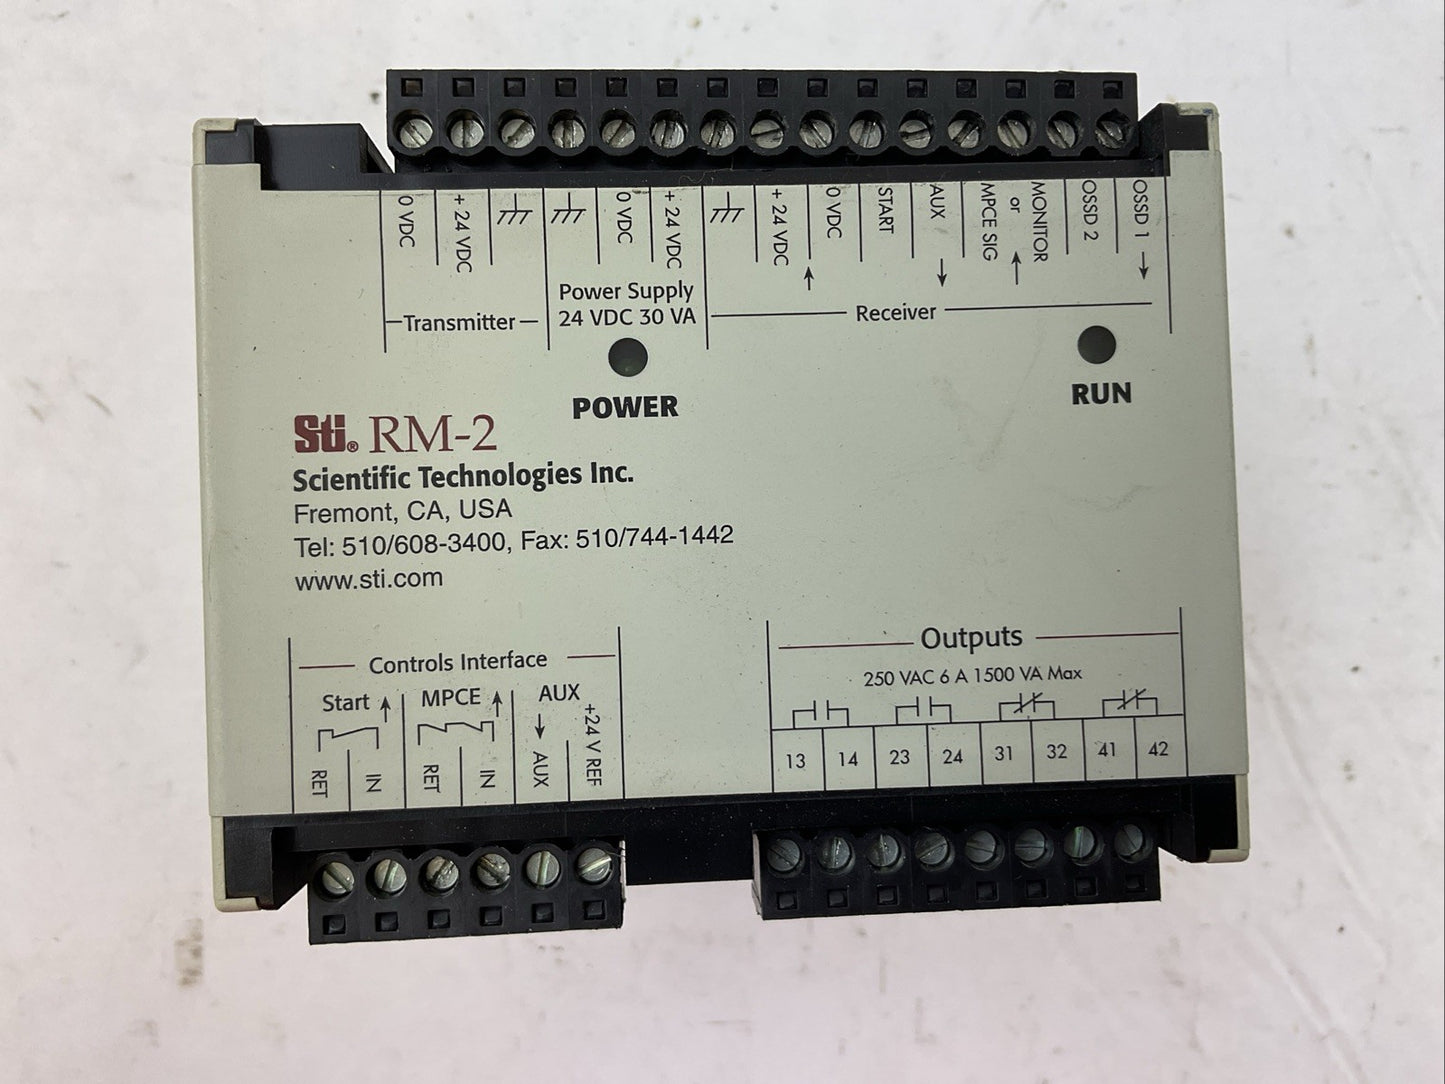 0 VDC
+ 24 VDC
0 VDC
+ 24 VDC
+ 24 VDC
0 VDC
START
AUX
MPCE SIG
or
MONITOR
OSSD 2
OSSD 1
Transmitter
Power Supply
24 VDC 30 VA
Receiver
POWER
RUN
Sti® RM-2
Scientific Technologies Inc.
Fremont, CA, USA
Tel: 510/608-3400, Fax: 510/744-1442
www.sti.com
Controls Interface
Start
MPCE
AUX
RET
IN
RET
IN
AUX
+24 V REF
Outputs
250 VAC 6 A 1500 VA Max
13 14 23 24 31 32 41 42